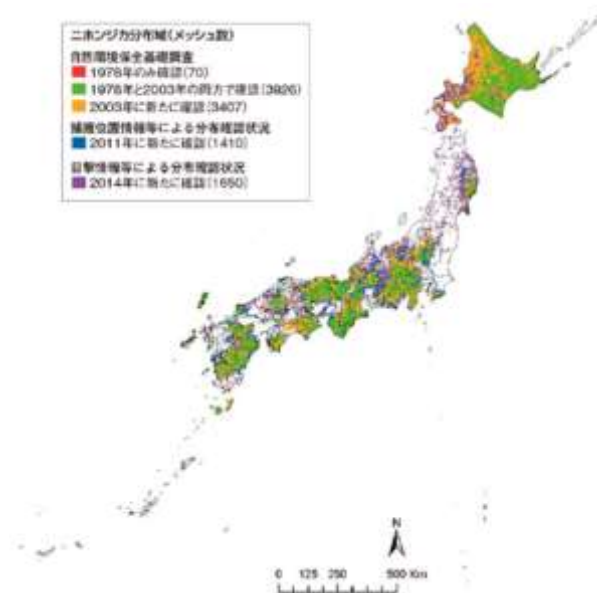 ニホンジカ分布域(メッシュ数)
自然環境保全基礎調査
1978年のみ確認(70)
1978年と2003年の両方で確認(3926)
2003年に新たに確認(3407)
捕獲位置情報等による分布確認状況
2011年に新たに確認(1410)
目撃情報等による分布確認状況
2014年に新たに確認(1650)
N
0 125 250 500 Km